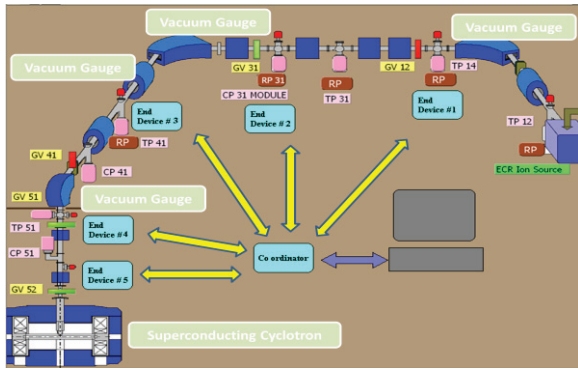 Vacuum Gauge
Vacuum Gauge
Vacuum Gauge
GV 31
RP 31
CP 31 MODULE
RP
TP 31
GV 12
RP
TP 14
TP 12
RP
ECR Ion Source
End
Device # 3
End
Device # 2
End
Device #1
RP
TP 41
GV 41
CP 41
GV 51
Vacuum Gauge
TP 51
End
Device #4
CP 51
Co ordinator
End
Device #5
GV 52
Superconducting Cyclotron